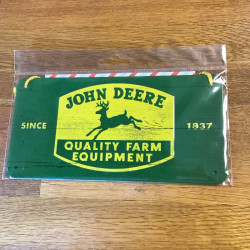 JOHN DEERE
SINCE 1837
QUALITY FARM
EQUIPMENT